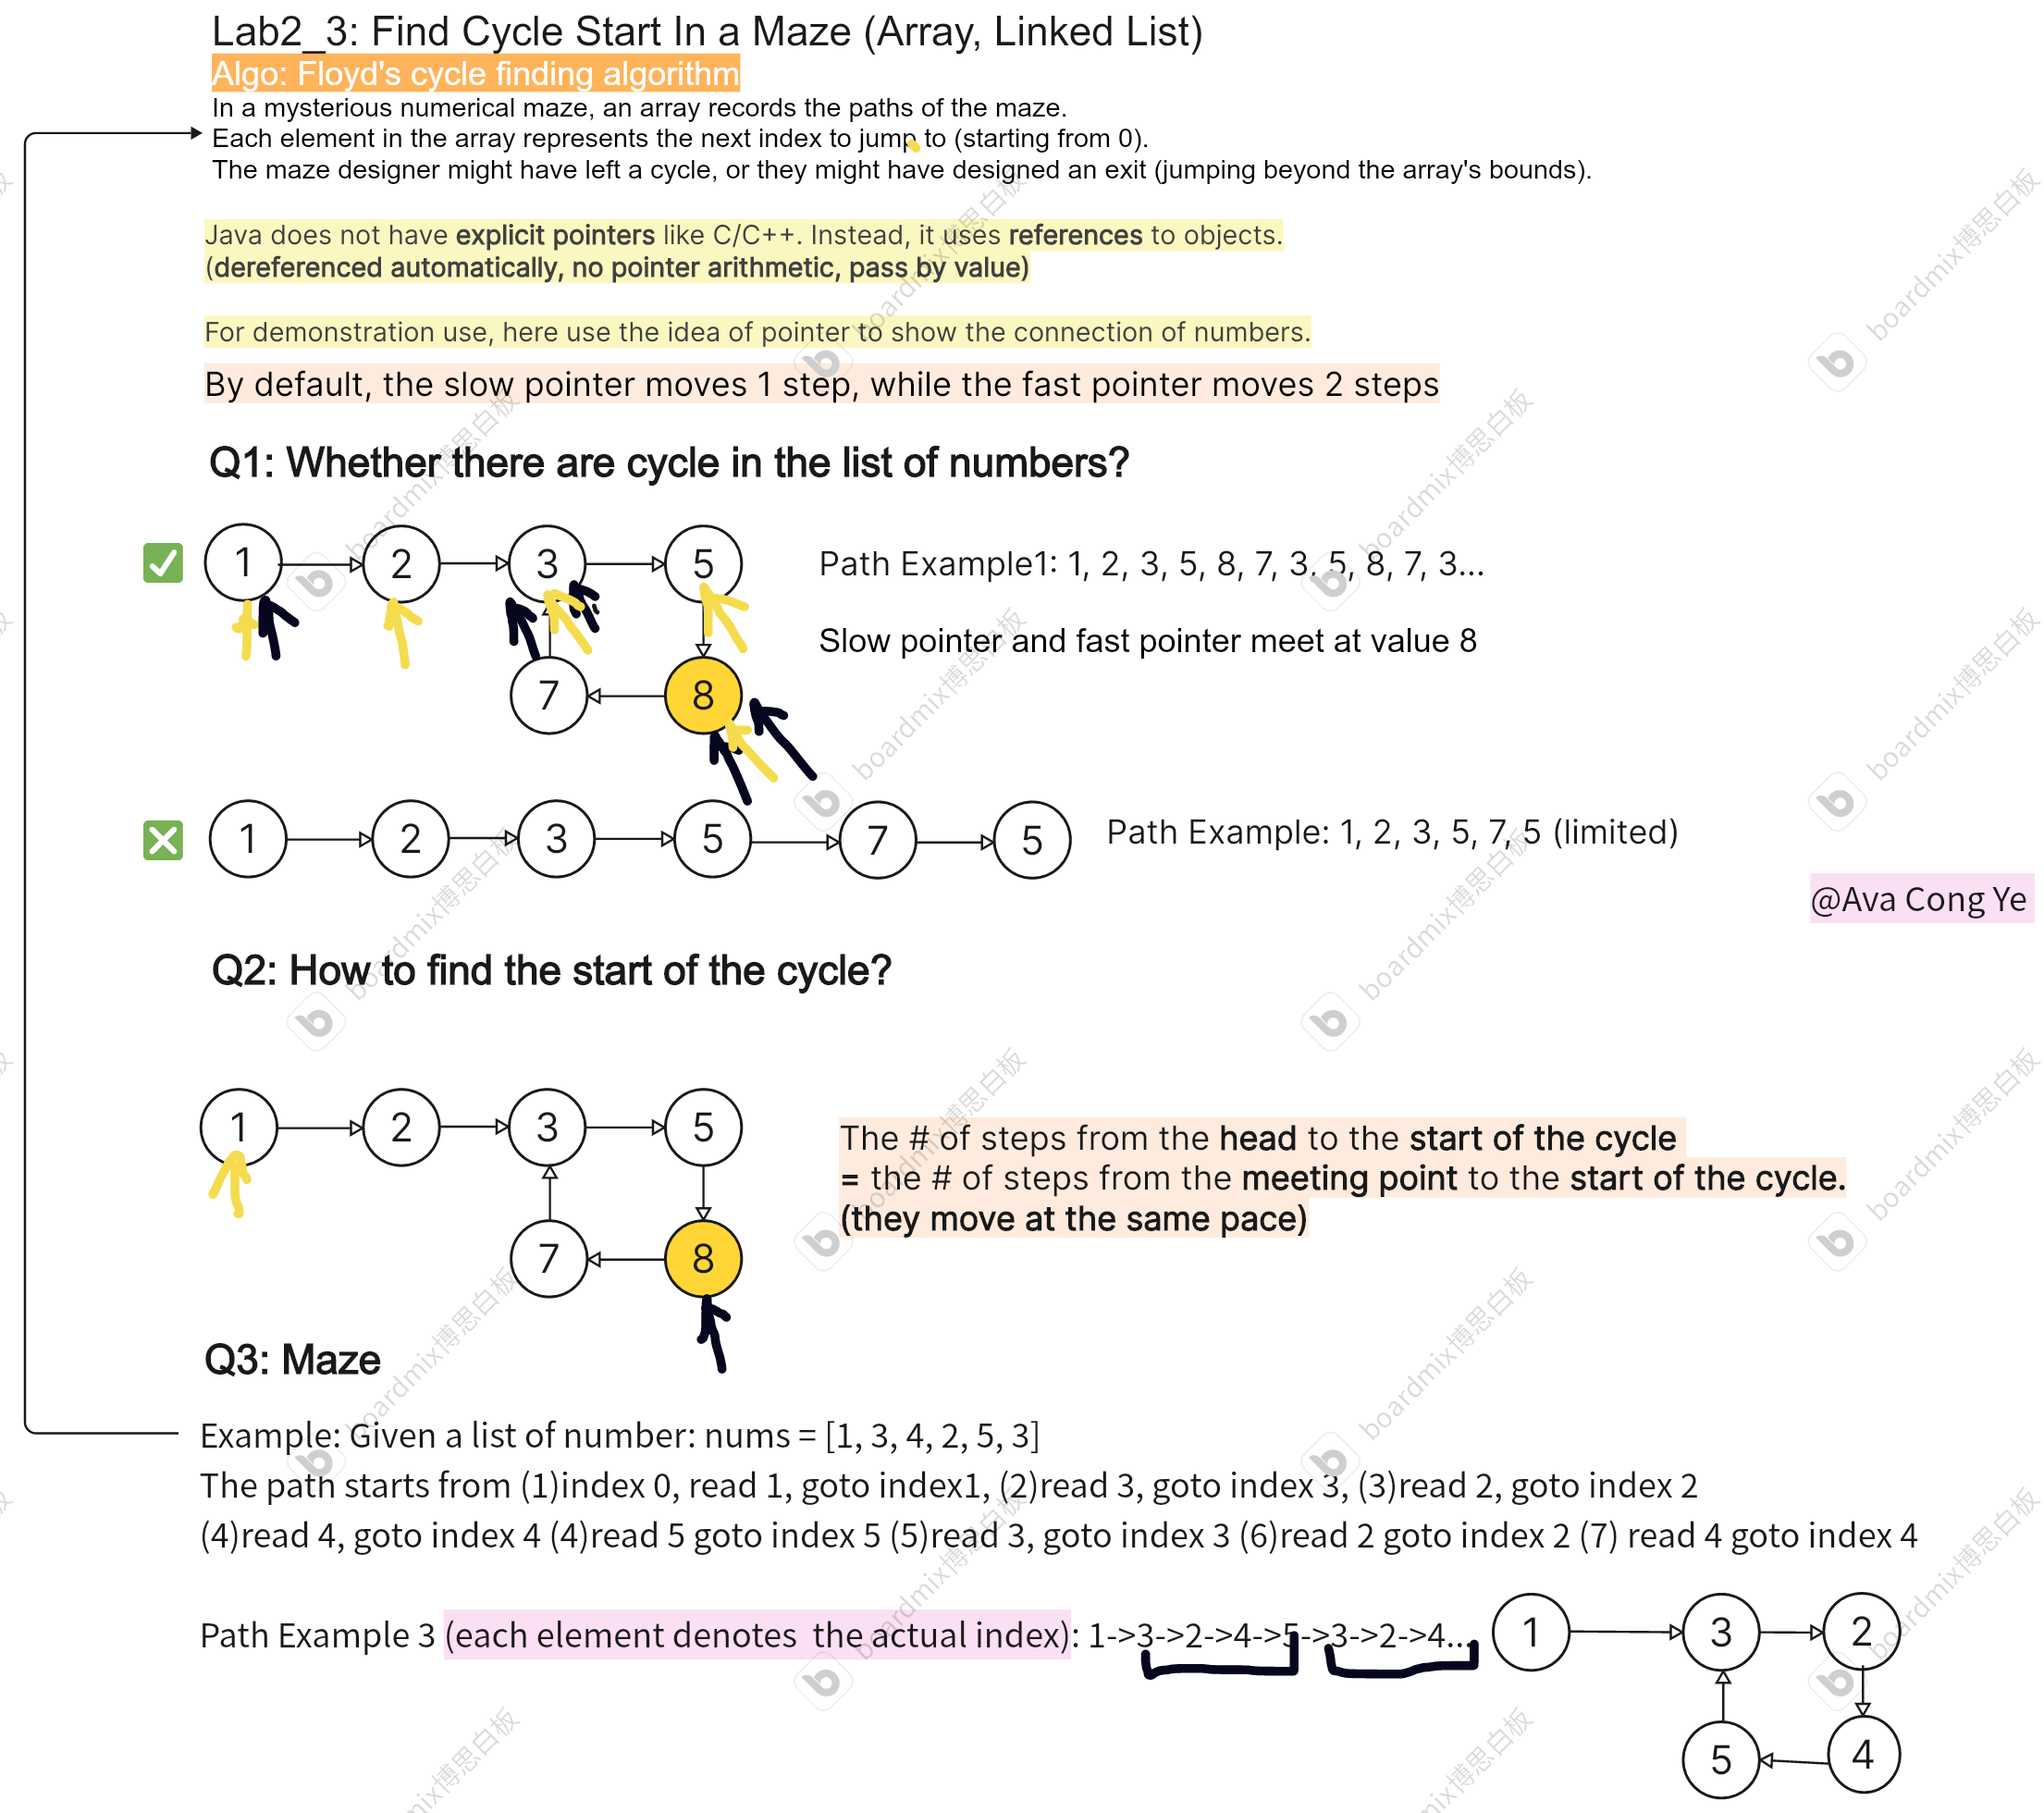 Lab2_3: Find Cycle Start In a Maze (Array, Linked List)
Algo: Floyd's cycle finding algorithm
In a mysterious numerical maze, an array records the paths of the maze.
Each element in the array represents the next index to jump to (starting from 0).
The maze designer might have left a cycle, or they might have designed an exit (jumping beyond the array's bounds).
Java does not have explicit pointers like C/C++. Instead, it uses references to objects.
(dereferenced automatically, no pointer arithmetic, pass by value)
For demonstration use, here use the idea of pointer to show the connection of numbers.
By default, the slow pointer moves 1 step, while the fast pointer moves 2 steps
Q1: Whether there are cycle in the list of numbers?
1 2 3 5
Path Example1: 1, 2, 3, 5, 8, 7, 3, 5, 8, 7, 3...
Slow pointer and fast pointer meet at value 8
7 8
1 2 3 5 7 5
Path Example: 1, 2, 3, 5, 7, 5 (limited)
@Ava Cong Ye
Q2: How to find the start of the cycle?
1 2 3 5
The # of steps from the head to the start of the cycle
= the # of steps from the meeting point to the start of the cycle.
(they move at the same pace)
7 8
Q3: Maze
Example: Given a list of number: nums = [1, 3, 4, 2, 5, 3]
The path starts from (1)index 0, read 1, goto index1, (2)read 3, goto index 3, (3)read 2, goto index 2
(4)read 4, goto index 4 (4)read 5 goto index 5 (5)read 3, goto index 3 (6)read 2 goto index 2 (7) read 4 goto index 4
Path Example 3 (each element denotes the actual index): 1->3->2->4->5->3->2->4...
1 3 2
5 4
boardmix博思白板